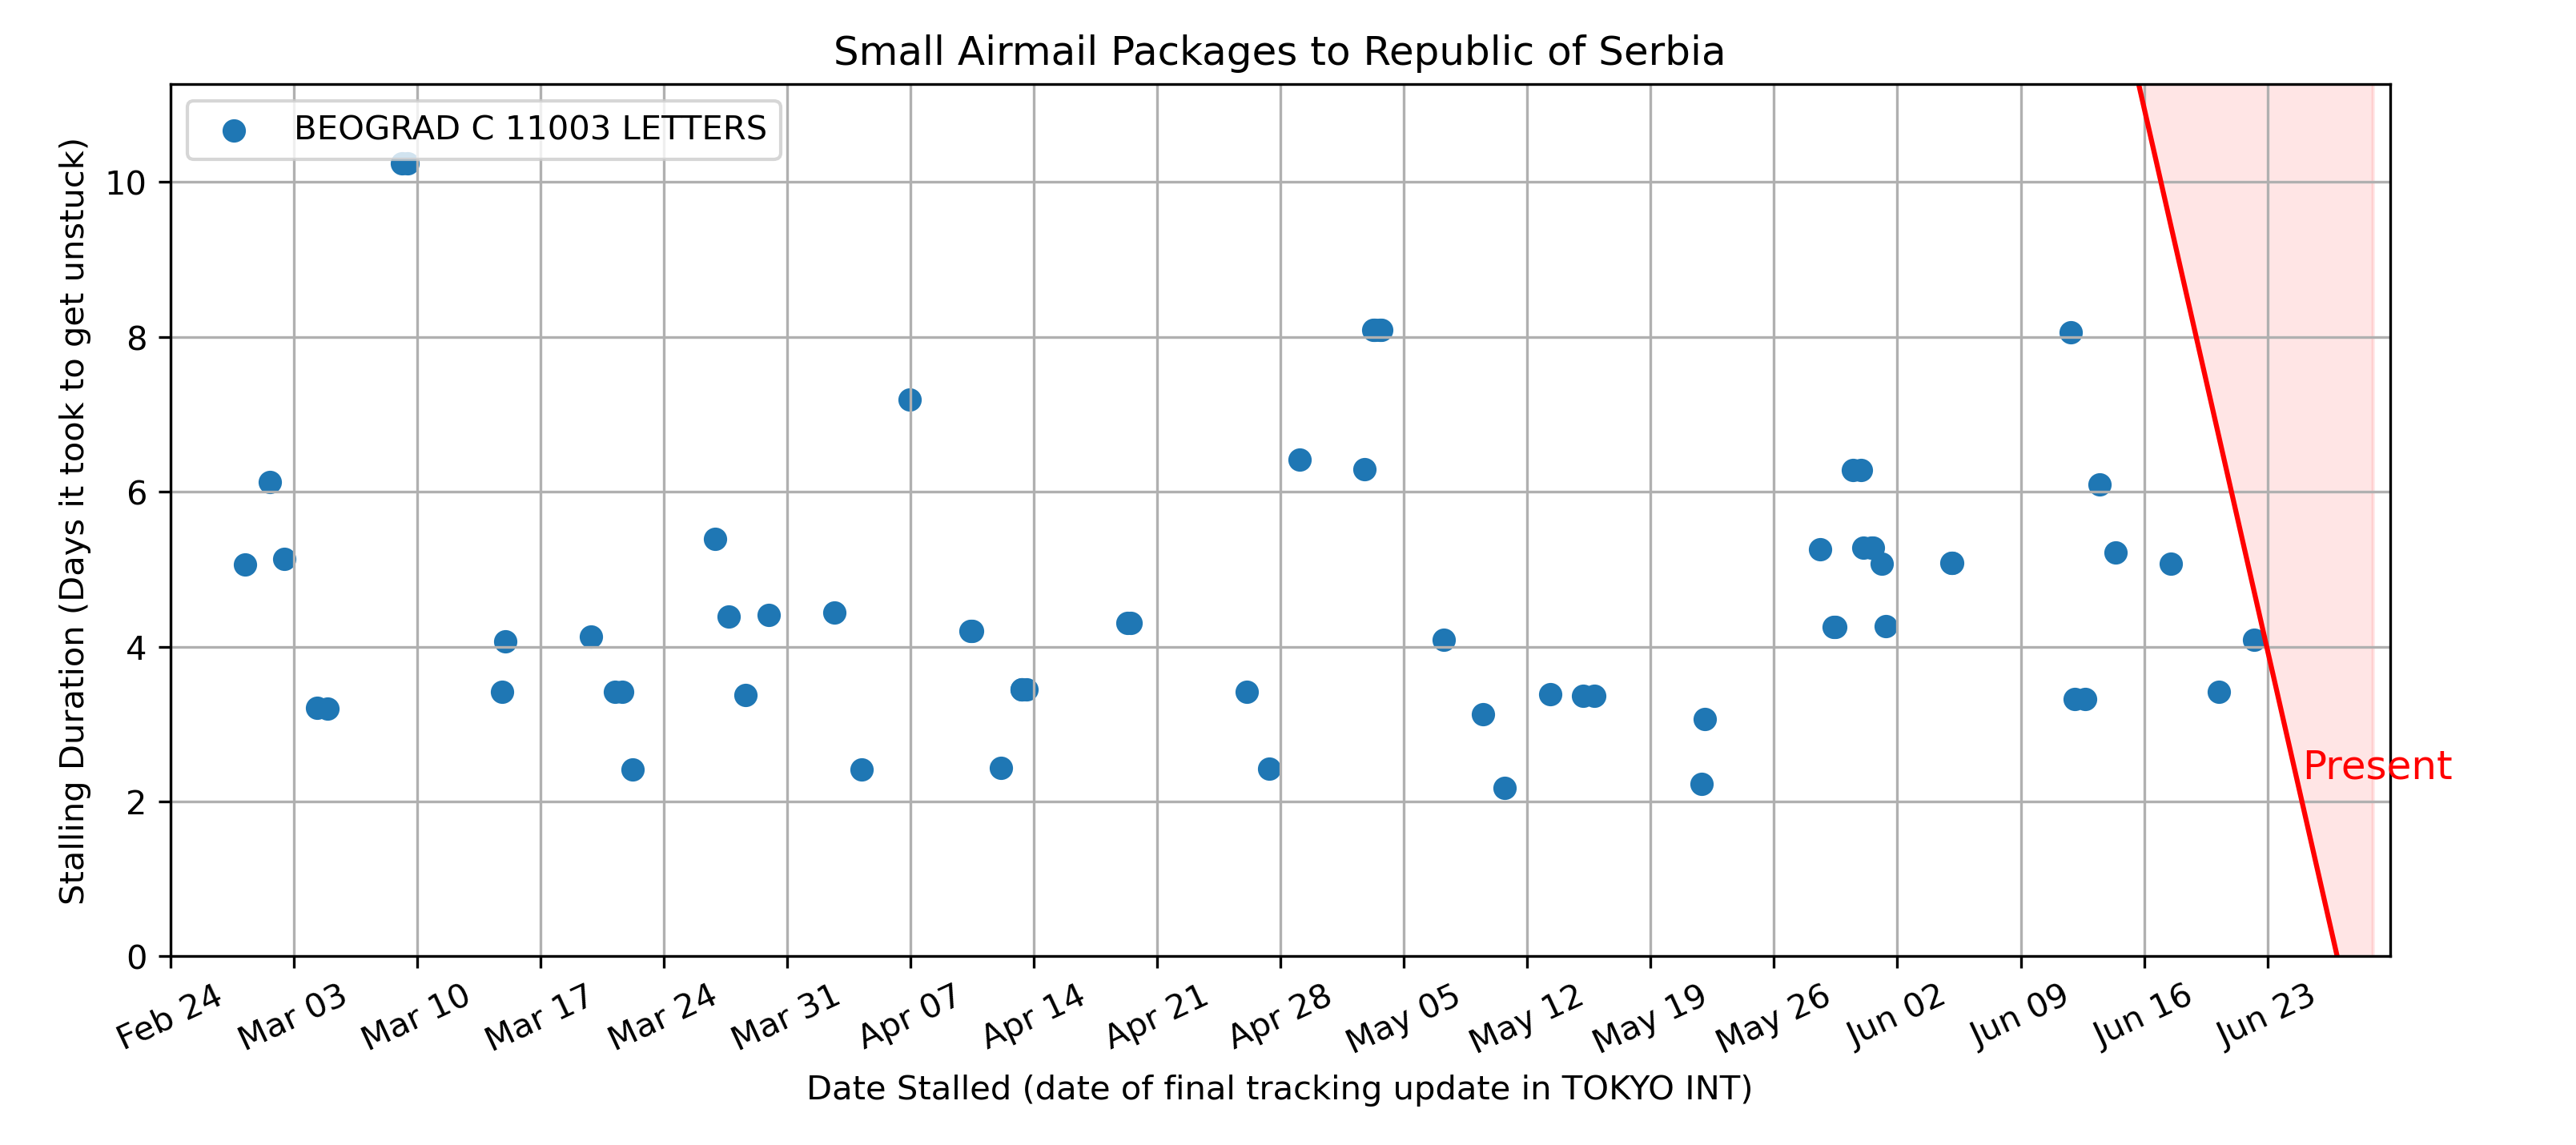 Small Airmail Packages to Republic of Serbia
BEOGRAD C 11003 LETTERS
Stalling Duration (Days it took to get unstuck)
10
8
6
4
2
0
Present
Feb 24 Mar 03 Mar 10 Mar 17 Mar 24 Mar 31 Apr 07 Apr 14 Apr 21 Apr 28 May 05 May 12 May 19 May 26 Jun 02 Jun 09 Jun 16 Jun 23
Date Stalled (date of final tracking update in TOKYO INT)